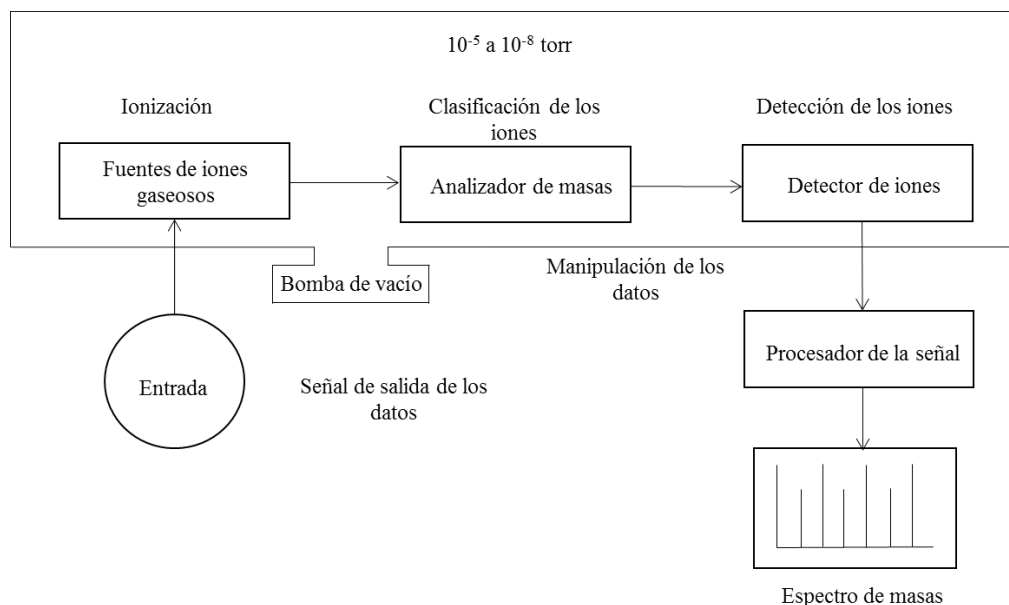 10⁻⁵ a 10⁻⁸ torr
Ionización
Clasificación de los
iones
Detección de los iones
Fuentes de iones
gaseosos
Analizador de masas
Detector de iones
Bomba de vacío
Manipulación de los
datos
Procesador de la señal
Entrada
Señal de salida de los
datos
Espectro de masas